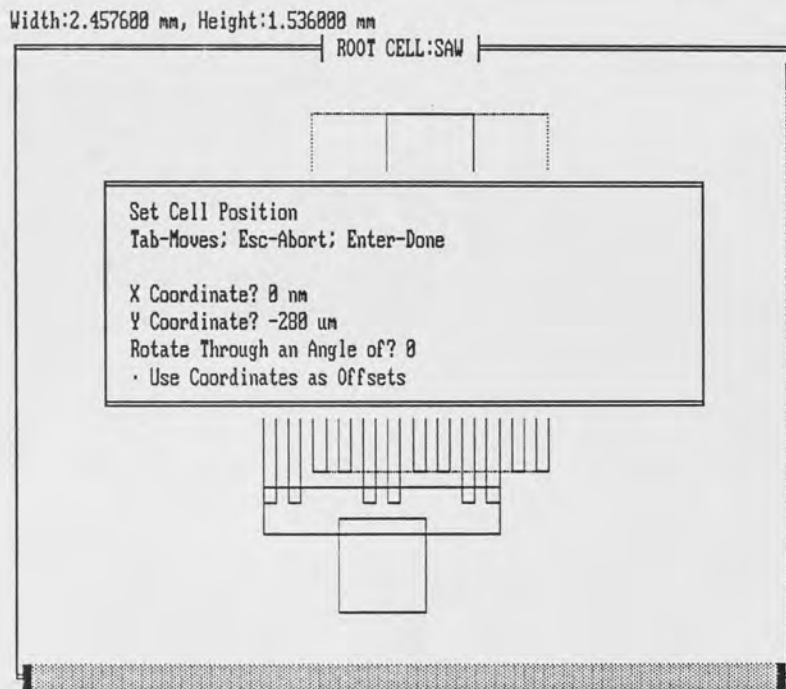 Width:2.457600 mm, Height:1.536000 mm
ROOT CELL:SAW
Set Cell Position
Tab-Moves; Esc-Abort; Enter-Done
X Coordinate? 0 nm
Y Coordinate? -280 um
Rotate Through an Angle of? 0
· Use Coordinates as Offsets